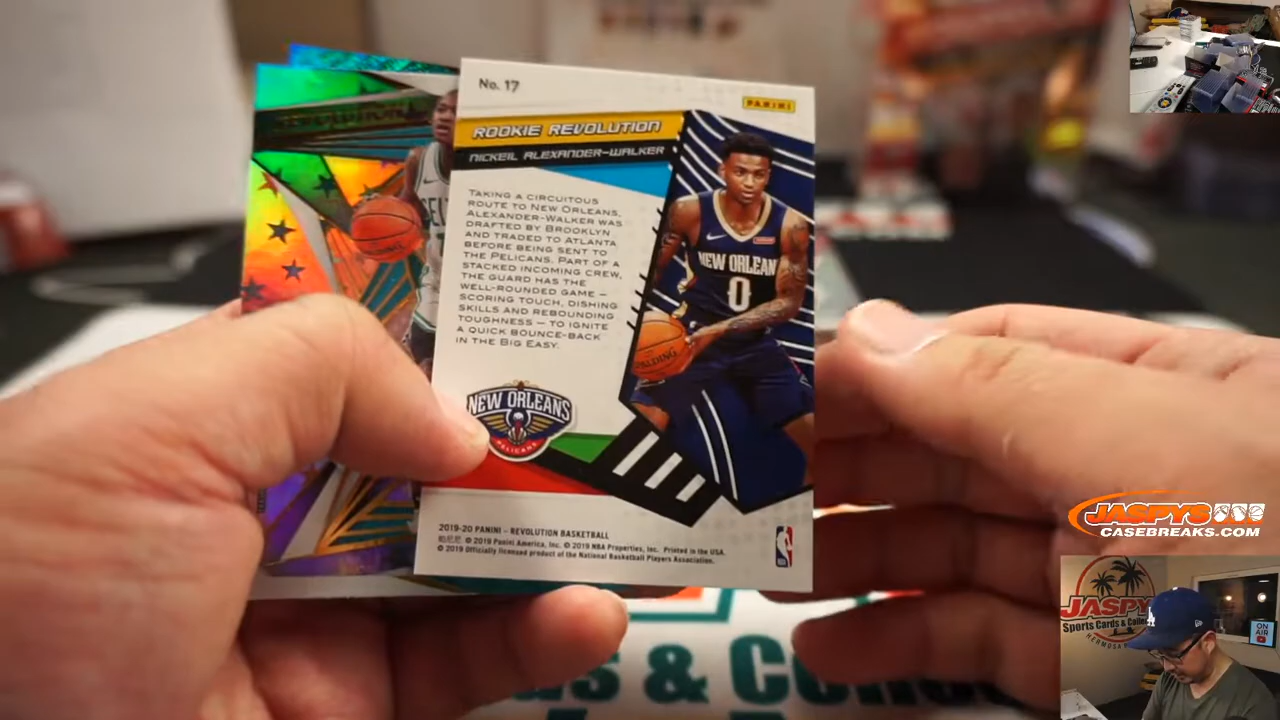 No. 17
PANINI
ROOKIE REVOLUTION
NICKEIL ALEXANDER-WALKER
TAKING A CIRCUITOUS
ROUTE TO NEW ORLEANS,
ALEXANDER-WALKER WAS
DRAFTED BY BROOKLYN
AND TRADED TO ATLANTA
BEFORE BEING SENT TO
THE PELICANS. PART OF A
STACKED INCOMING CREW,
THE GUARD HAS THE
WELL-ROUNDED GAME –
SCORING TOUCH, DISHING
SKILLS AND REBOUNDING
TOUGHNESS – TO IGNITE
A QUICK BOUNCE-BACK
IN THE BIG EASY.
NEW ORLEAN
0
SPALDING
NEW ORLEANS
PELICANS
2019-20 PANINI - REVOLUTION BASKETBALL
© 2019 Panini America, Inc. © 2019 NBA Properties, Inc. Printed in the USA.
© 2019 Officially licensed product of the National Basketball Players Association.
JASPYS
CASEBREAKS.COM
JASPY
Sports Cards & Colle
HERMOSA
ON
AIR
& Co